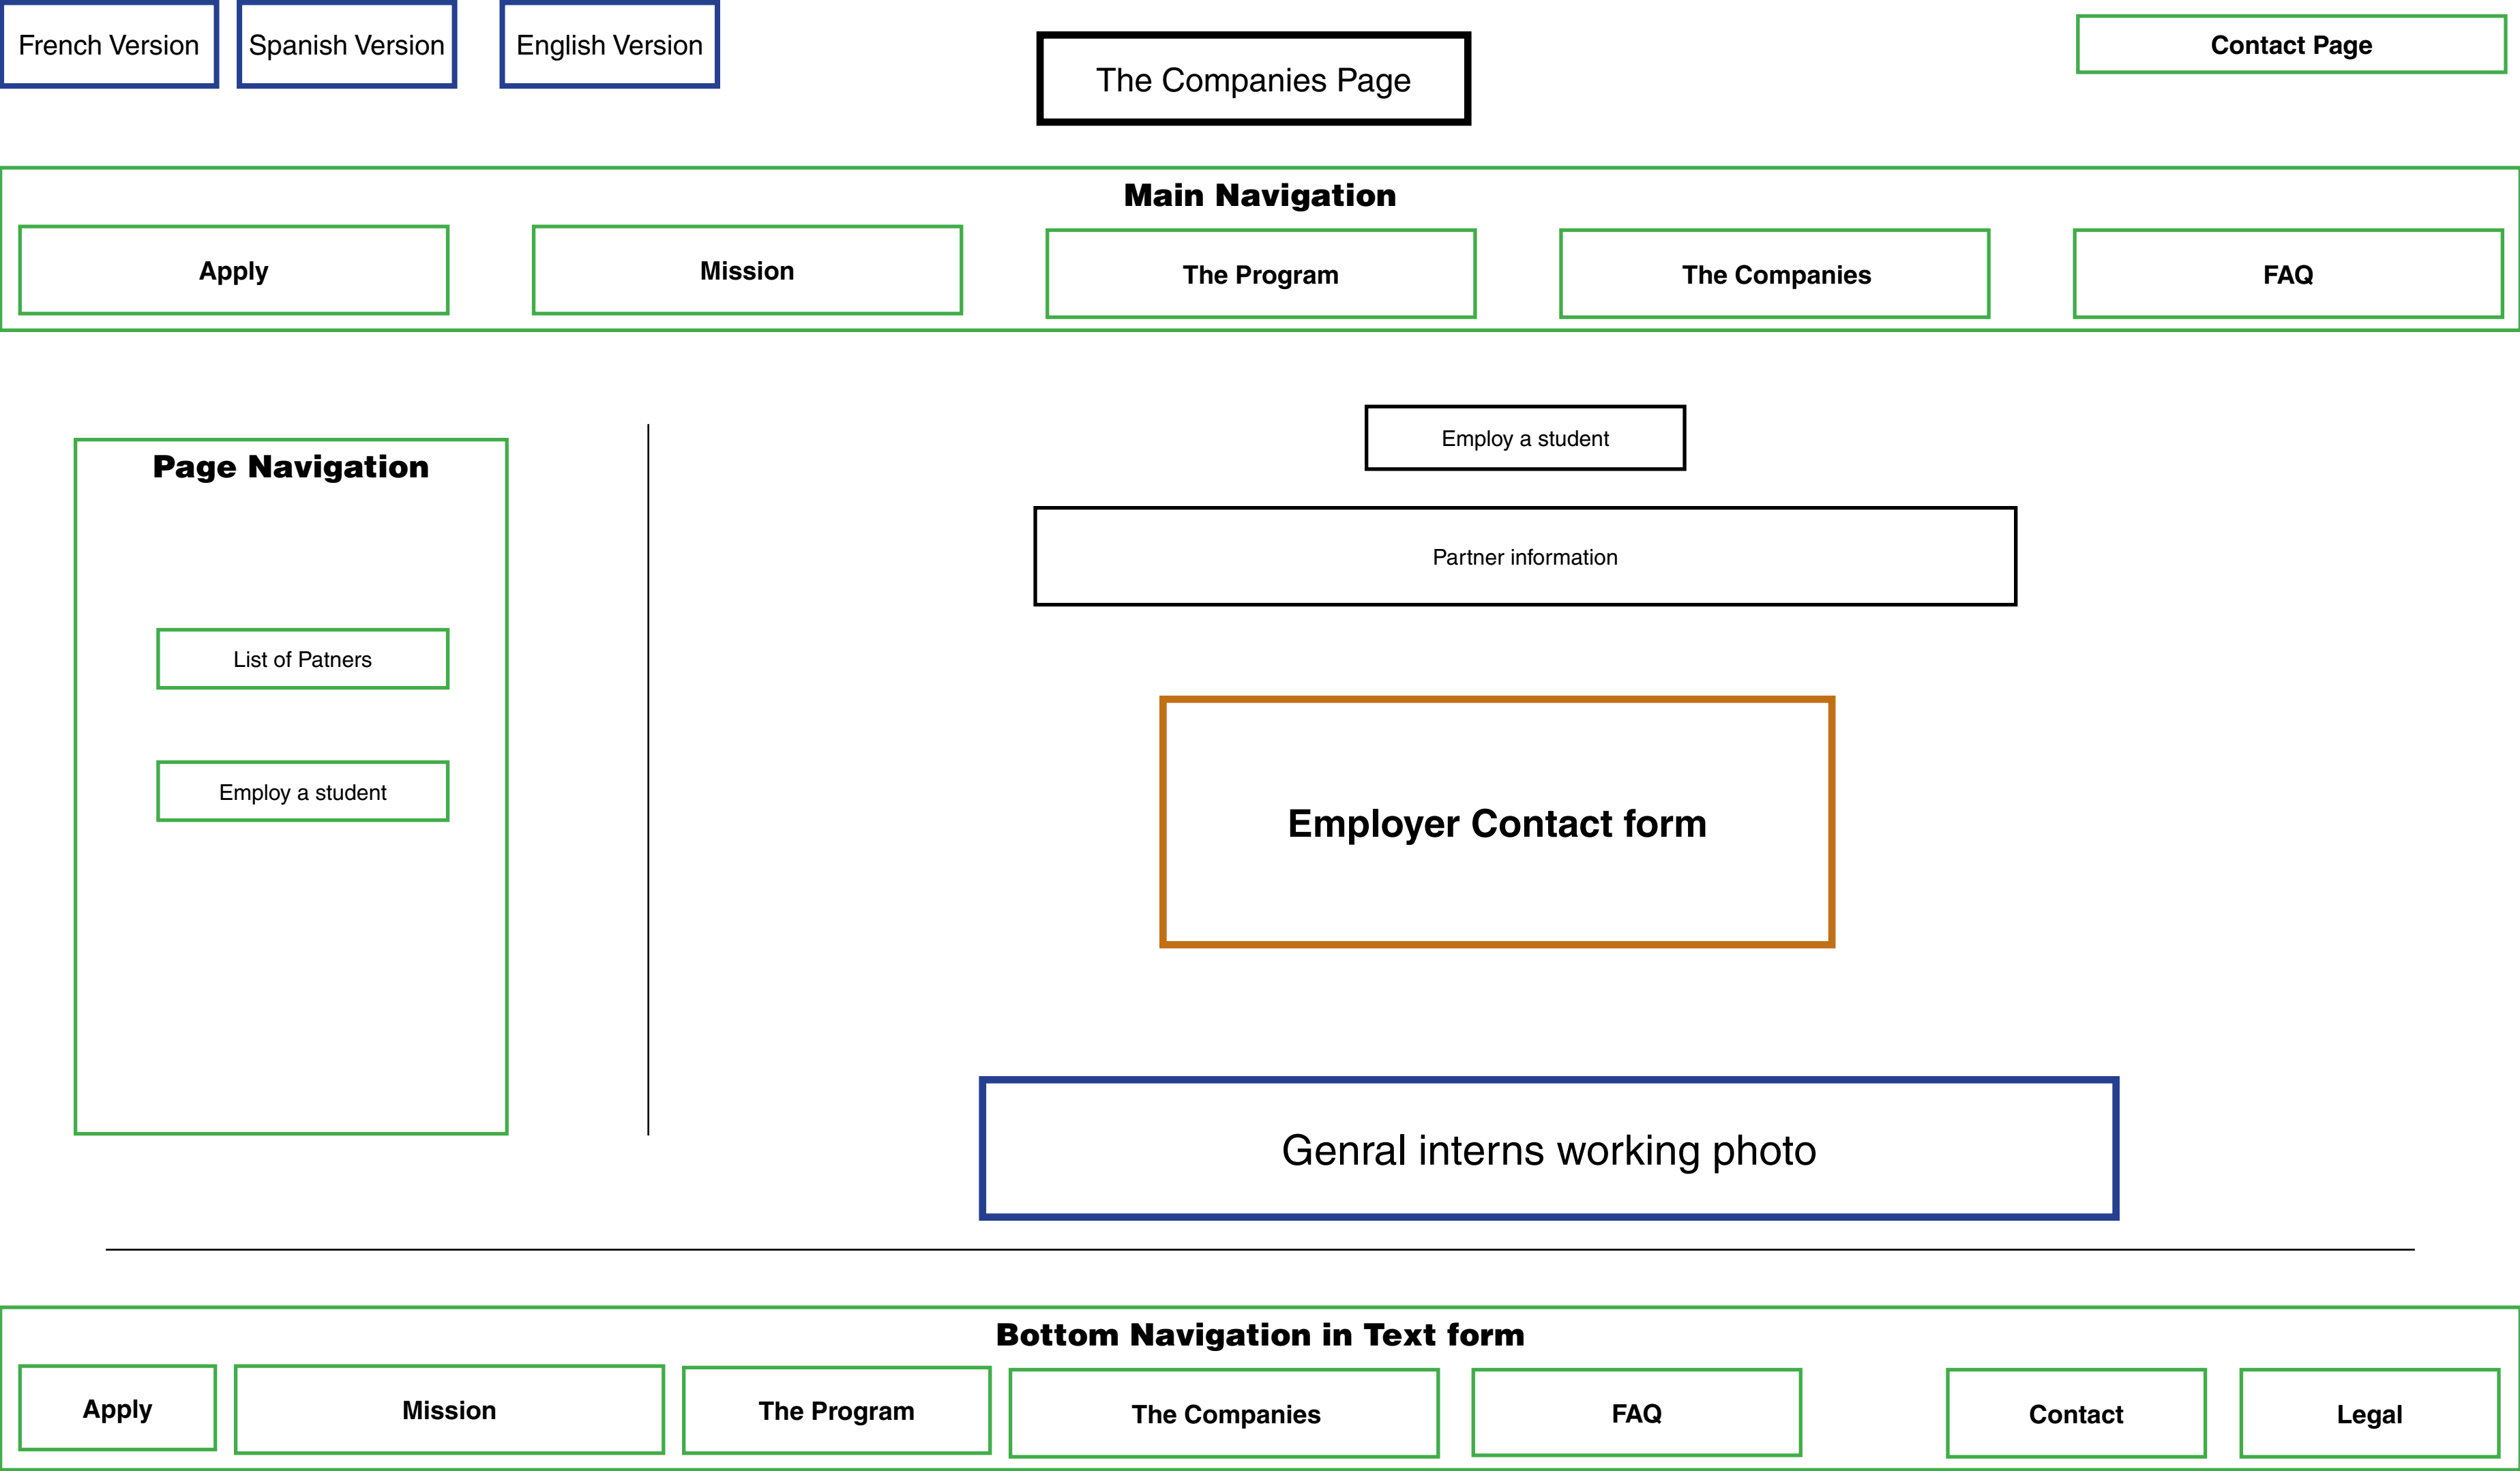 French Version
Spanish Version
English Version
The Companies Page
Contact Page
Main Navigation
Apply
Mission
The Program
The Companies
FAQ
Page Navigation
List of Patners
Employ a student
Employ a student
Partner information
Employer Contact form
Genral interns working photo
Bottom Navigation in Text form
Apply
Mission
The Program
The Companies
FAQ
Contact
Legal